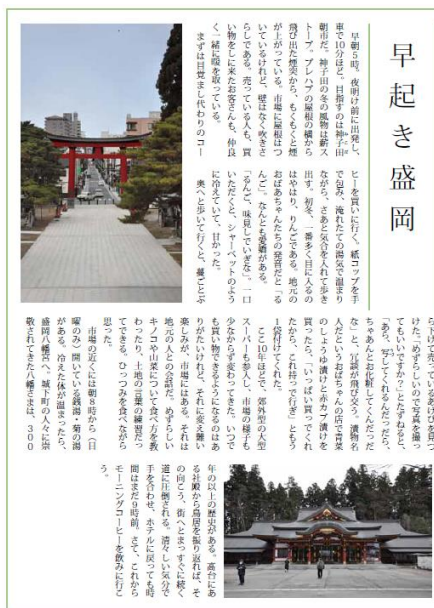 早起き盛岡
早朝5時。夜明け前に出発し、
車で10分ほど。目指すのは神子田
朝市だ。神子田の冬の風物は薪ス
トーブ。プレハブの屋根の横から
飛び出た煙突から、もくもくと煙
が上がっている。市場に屋根はつ
いているけれど、壁はなく吹きさ
らしである。売っている人も、買
い物をしに来たお客さんも、仲良
く一緒に暖を取っている。
まずは目覚まし代わりのコー
ヒーを買いに行く。紙コップを手
で包み、淹れたての湯気で温まり
ながら、さあと気合を入れて歩き
出す。初冬、一番多く目に入るの
はやはり、りんごである。地元の
おばあちゃんたちの発音だと「る
んご」。なんとも愛嬌がある。
「るんご、味見していぎな」。一口
いただくと、シャーベットのよう
に冷えていて、甘かった。
奥へと歩いて行くと、蔓ごとぶ
ら下げて売っているあけびを見つ
けた。「めずらしいので写真を撮っ
てもいいですか？」とたずねると、
「あら、写してくれるんだったら、
ちゃあんとお化粧してくんだった
な」と、冗談が飛び交う。漬物名
人だというおばちゃんの店で青菜
のしょうゆ漬けと赤カブ漬けを
買ったら、「いっぱい買ってくれ
たから、これ持って行ぎ」ともう
1袋付けてくれた。
ここ10年ほどで、郊外型の大型
スーパーも参入し、市場の様子も
少なからず変わってきた。いつで
も買い物できるようになるのはあ
りがたいけれど、それに変え難い
楽しみが、市場にはある。それは
地元の人との会話だ。めずらしい
キノコや山菜について食べ方を教
わったり、土地の言葉の練習だっ
てできる。ひっつみを食べながら
思った。
市場の近くには朝8時から（日
曜のみ）開いている銭湯・菊の湯
がある。冷えた体が温まったら、
盛岡八幡宮へ。城下町の人々に崇
敬されてきた八幡さまは、300
年の以上の歴史がある。高台にあ
る社殿から鳥居を振り返れば、そ
の向こう、街へとまっすぐに続く
道に圧倒される。清々しい気分で
手を合わせ、ホテルに戻っても時
間はまだ9時前。さて、これから
モーニングコーヒーを飲みに行こ
う。